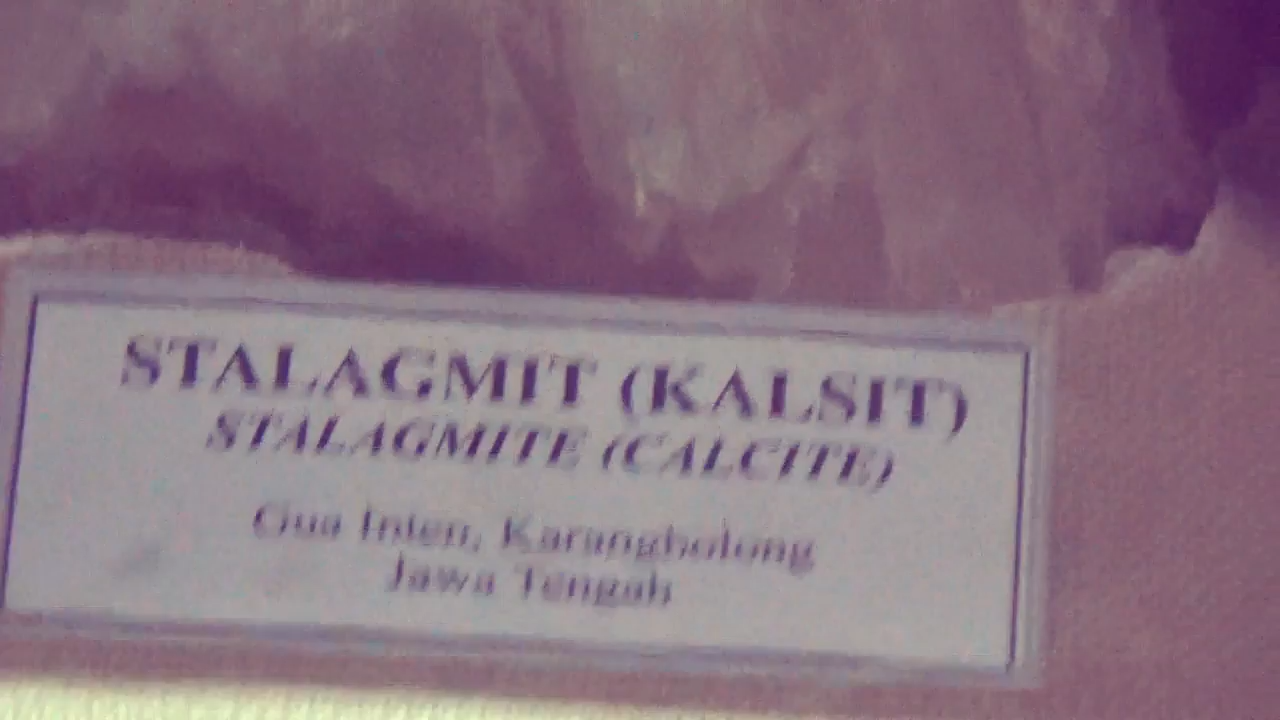 STALAGMIT (KALSIT)
STALAGMITE (CALCITE)
Gua Inten, Karangbolong
Jawa Tengah